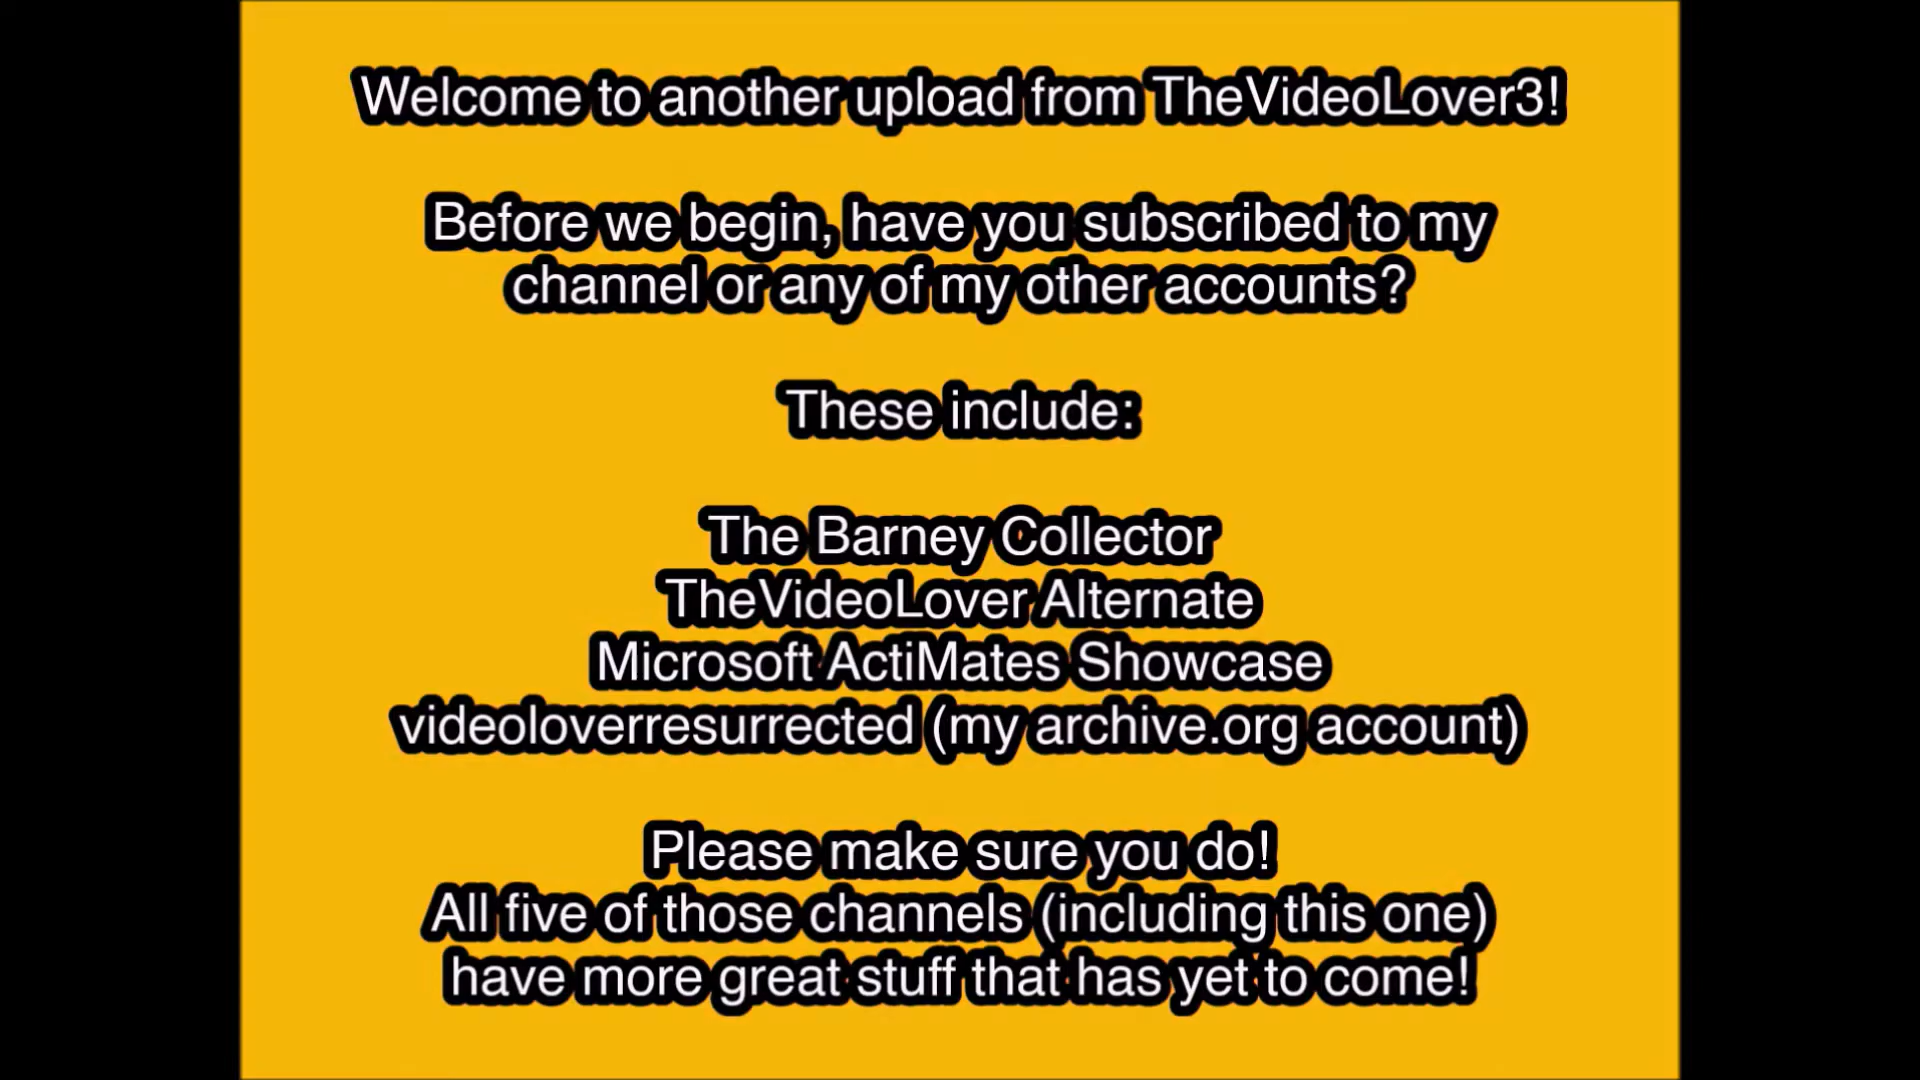 Welcome to another upload from TheVideoLover3!
Before we begin, have you subscribed to my
channel or any of my other accounts?
These include:
The Barney Collector
TheVideoLover Alternate
Microsoft ActiMates Showcase
videoloverresurrected (my archive.org account)
Please make sure you do!
All five of those channels (including this one)
have more great stuff that has yet to come!